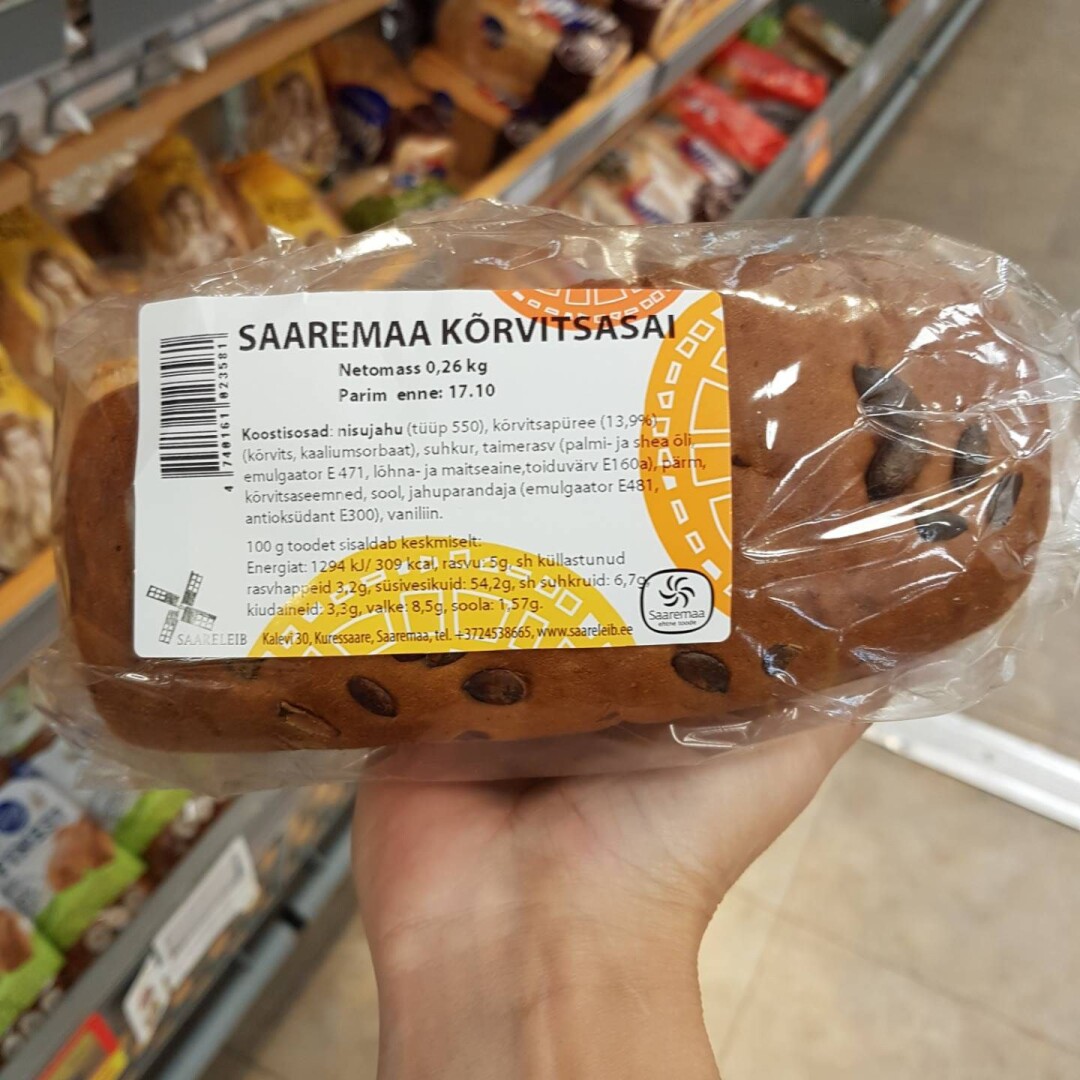 SAAREMAA KÕRVITSASAI
Netomass 0,26 kg
Parim enne: 17.10
4 740161 023581
Koostisosad: nisujahu (tüüp 550), kõrvitsapüree (13,9%)
(kõrvits, kaaliumsorbaat), suhkur, taimerasv (palmi- ja shea õli,
emulgaator E 471, lõhna- ja maitseaine,toiduvärv E160a), pärm,
kõrvitsaseemned, sool, jahuparandaja (emulgaator E481,
antioksüdant E300), vaniliin.
100 g toodet sisaldab keskmiselt:
Energiat: 1294 kJ/ 309 kcal, rasvu: 5g, sh küllastunud
rasvhappeid 3,2g, süsivesikuid: 54,2g, sh suhkruid: 6,7g,
kiudaineid: 3,3g, valke: 8,5g, soola: 1,57g.
SAARELEIB
Kalevi 30, Kuressaare, Saaremaa, tel. +3724538665, www.saareleib.ee
Saaremaa
ehtne toode